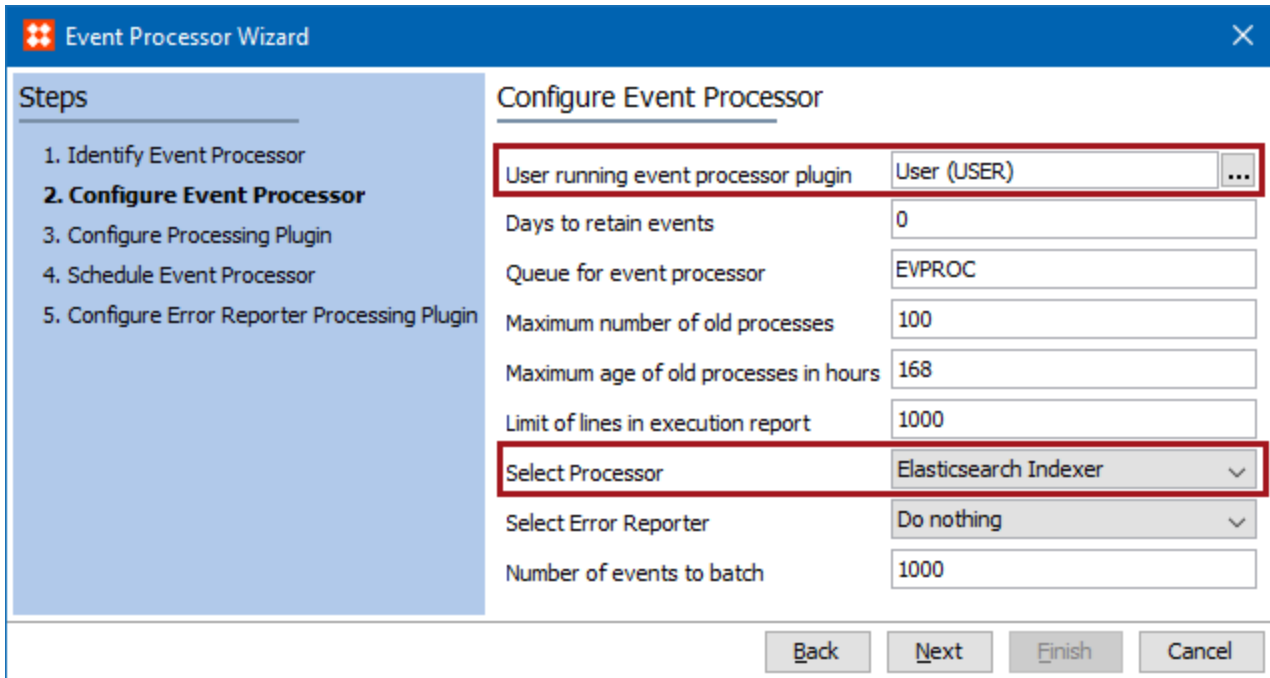 Event Processor Wizard
Steps
1. Identify Event Processor
2. Configure Event Processor
3. Configure Processing Plugin
4. Schedule Event Processor
5. Configure Error Reporter Processing Plugin
Configure Event Processor
User running event processor plugin User (USER) ...
Days to retain events 0
Queue for event processor EVPROC
Maximum number of old processes 100
Maximum age of old processes in hours 168
Limit of lines in execution report 1000
Select Processor Elasticsearch Indexer
Select Error Reporter Do nothing
Number of events to batch 1000
Back Next Finish Cancel